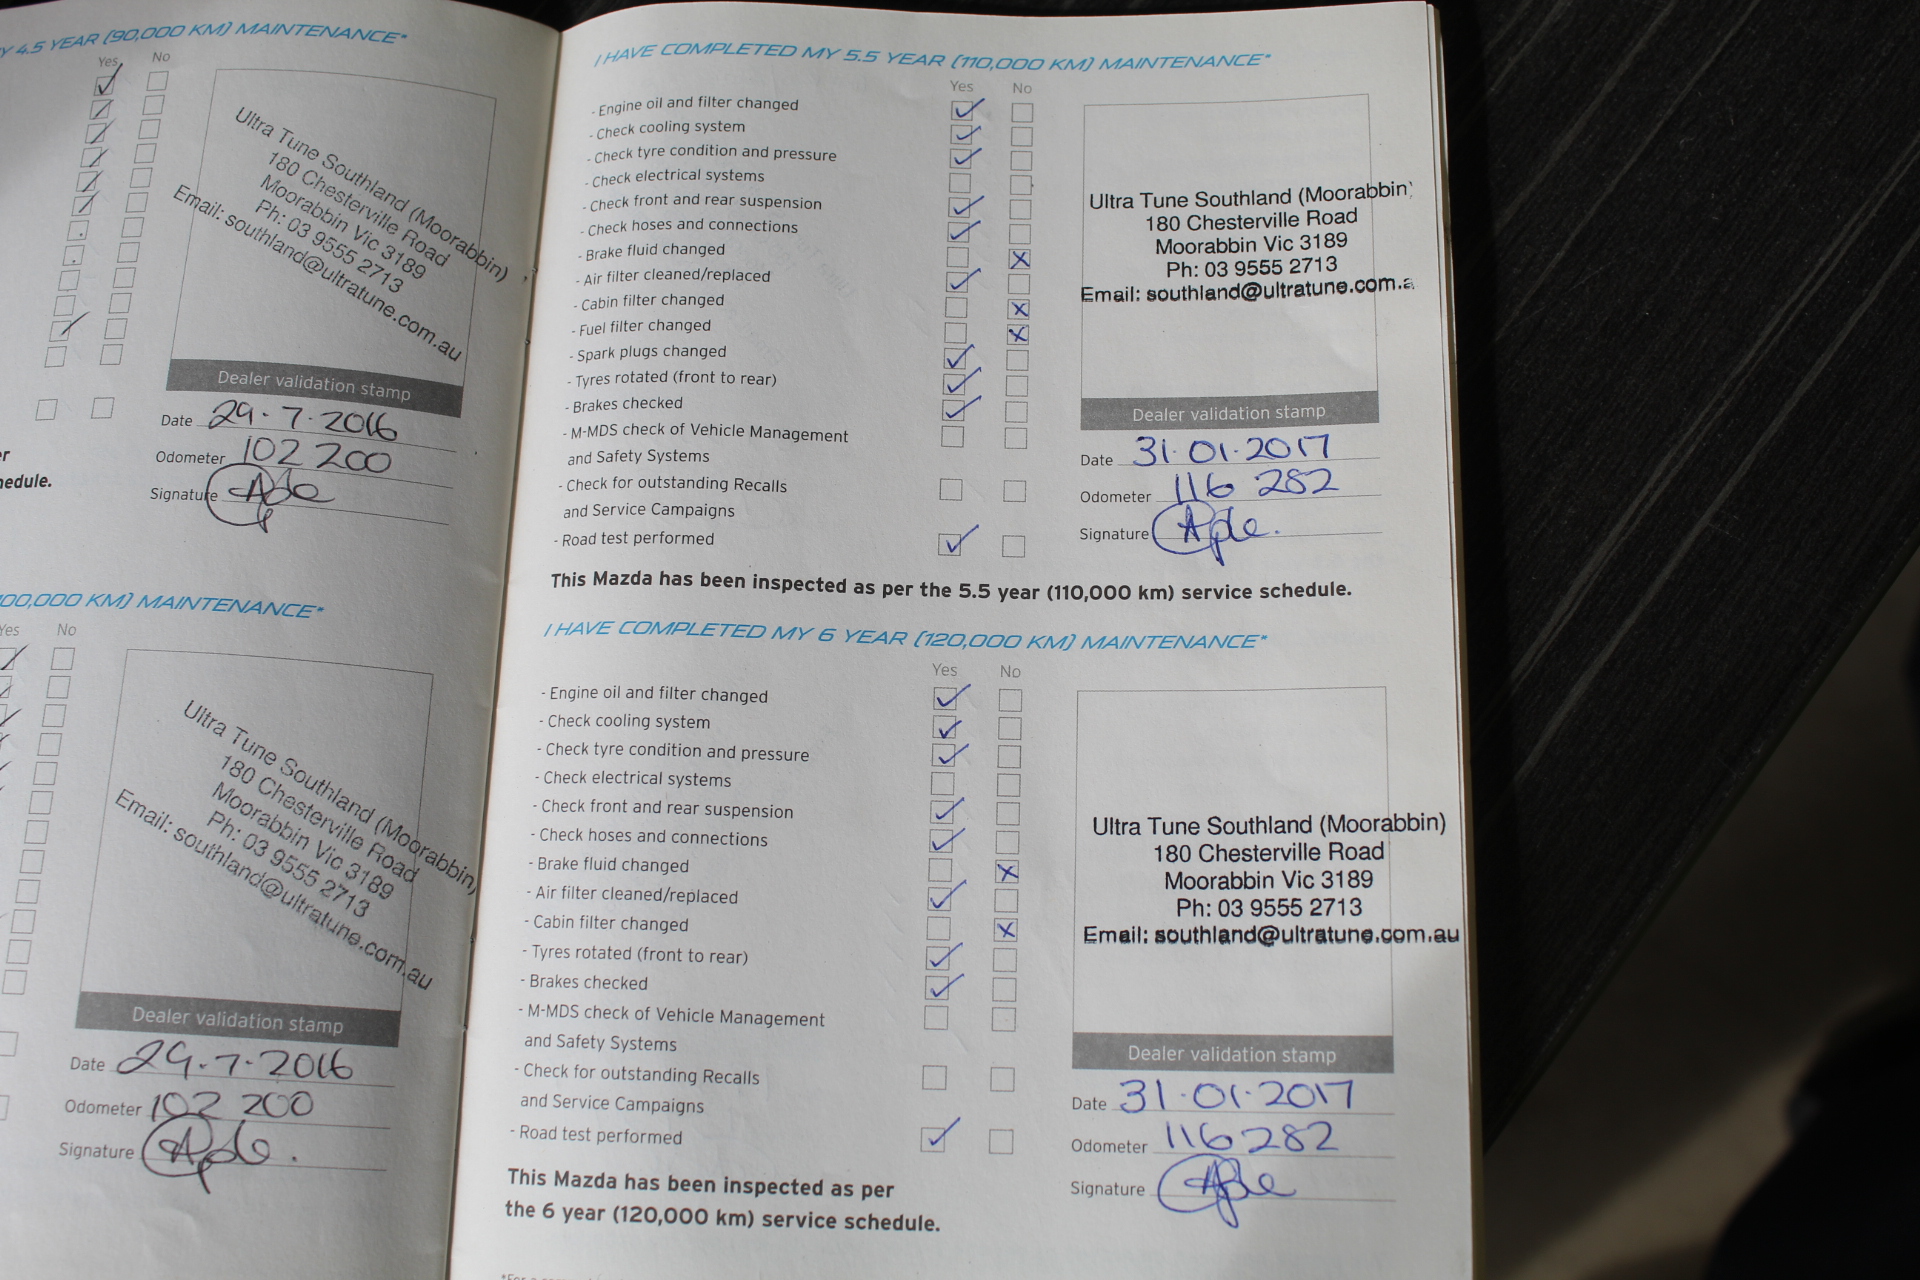 Y 4.5 YEAR (90,000 KM) MAINTENANCE*
Yes No
Ultra Tune Southland (Moorabbin)
180 Chesterville Road
Moorabbin Vic 3189
Ph: 03 9555 2713
Email: southland@ultratune.com.au
Dealer validation stamp
Date 29.7.2016
Odometer 102 200
Signature
r
hedule.
00,000 KM) MAINTENANCE*
Yes No
Ultra Tune Southland (Moorabbin)
180 Chesterville Road
Moorabbin Vic 3189
Ph: 03 9555 2713
Email: southland@ultratune.com.au
Dealer validation stamp
Date 29.7.2016
Odometer 102 200
Signature
I HAVE COMPLETED MY 5.5 YEAR (110,000 KM) MAINTENANCE*
Yes No
- Engine oil and filter changed
- Check cooling system
- Check tyre condition and pressure
- Check electrical systems
- Check front and rear suspension
- Check hoses and connections
- Brake fluid changed
- Air filter cleaned/replaced
- Cabin filter changed
- Fuel filter changed
- Spark plugs changed
- Tyres rotated (front to rear)
- Brakes checked
- M-MDS check of Vehicle Management
and Safety Systems
- Check for outstanding Recalls
and Service Campaigns
- Road test performed
Ultra Tune Southland (Moorabbin)
180 Chesterville Road
Moorabbin Vic 3189
Ph: 03 9555 2713
Email: southland@ultratune.com.a
Dealer validation stamp
Date 31.01.2017
Odometer 116 282
Signature
This Mazda has been inspected as per the 5.5 year (110,000 km) service schedule.
I HAVE COMPLETED MY 6 YEAR (120,000 KM) MAINTENANCE*
Yes No
- Engine oil and filter changed
- Check cooling system
- Check tyre condition and pressure
- Check electrical systems
- Check front and rear suspension
- Check hoses and connections
- Brake fluid changed
- Air filter cleaned/replaced
- Cabin filter changed
- Tyres rotated (front to rear)
- Brakes checked
- M-MDS check of Vehicle Management
and Safety Systems
- Check for outstanding Recalls
and Service Campaigns
- Road test performed
Ultra Tune Southland (Moorabbin)
180 Chesterville Road
Moorabbin Vic 3189
Ph: 03 9555 2713
Email: southland@ultratune.com.au
Dealer validation stamp
Date 31.01.2017
Odometer 116 282
Signature
This Mazda has been inspected as per
the 6 year (120,000 km) service schedule.